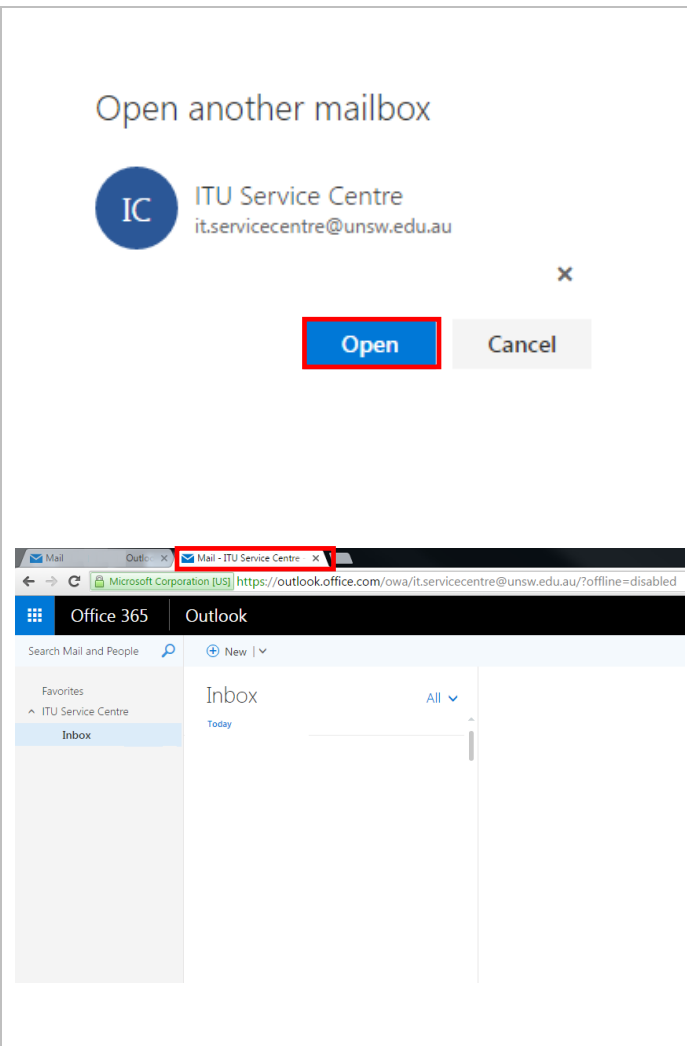 Open another mailbox
IC
ITU Service Centre
it.servicecentre@unsw.edu.au
Open Cancel
Mail Outlo Mail - ITU Service Centre
Microsoft Corporation [US] https://outlook.office.com/owa/it.servicecentre@unsw.edu.au/?offline=disabled
Office 365 Outlook
Search Mail and People New
Favorites
ITU Service Centre
Inbox
Inbox All
Today